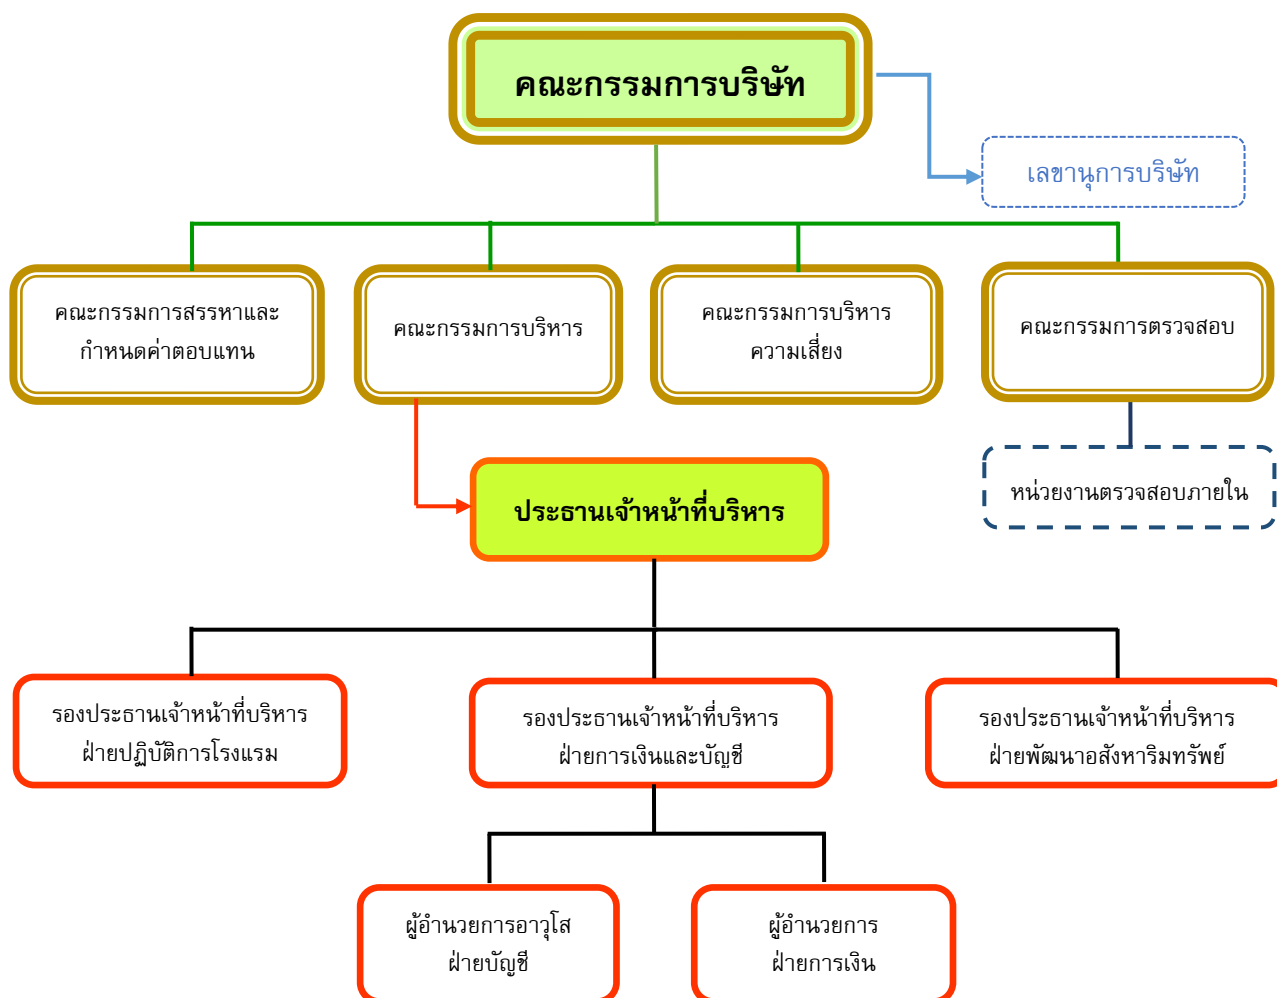 คณะกรรมการบริษัท
เลขานุการบริษัท
คณะกรรมการสรรหาและ
กำหนดค่าตอบแทน
คณะกรรมการบริหาร
คณะกรรมการบริหาร
ความเสี่ยง
คณะกรรมการตรวจสอบ
หน่วยงานตรวจสอบภายใน
ประธานเจ้าหน้าที่บริหาร
รองประธานเจ้าหน้าที่บริหาร
ฝ่ายปฏิบัติการโรงแรม
รองประธานเจ้าหน้าที่บริหาร
ฝ่ายการเงินและบัญชี
รองประธานเจ้าหน้าที่บริหาร
ฝ่ายพัฒนาอสังหาริมทรัพย์
ผู้อำนวยการอาวุโส
ฝ่ายบัญชี
ผู้อำนวยการ
ฝ่ายการเงิน